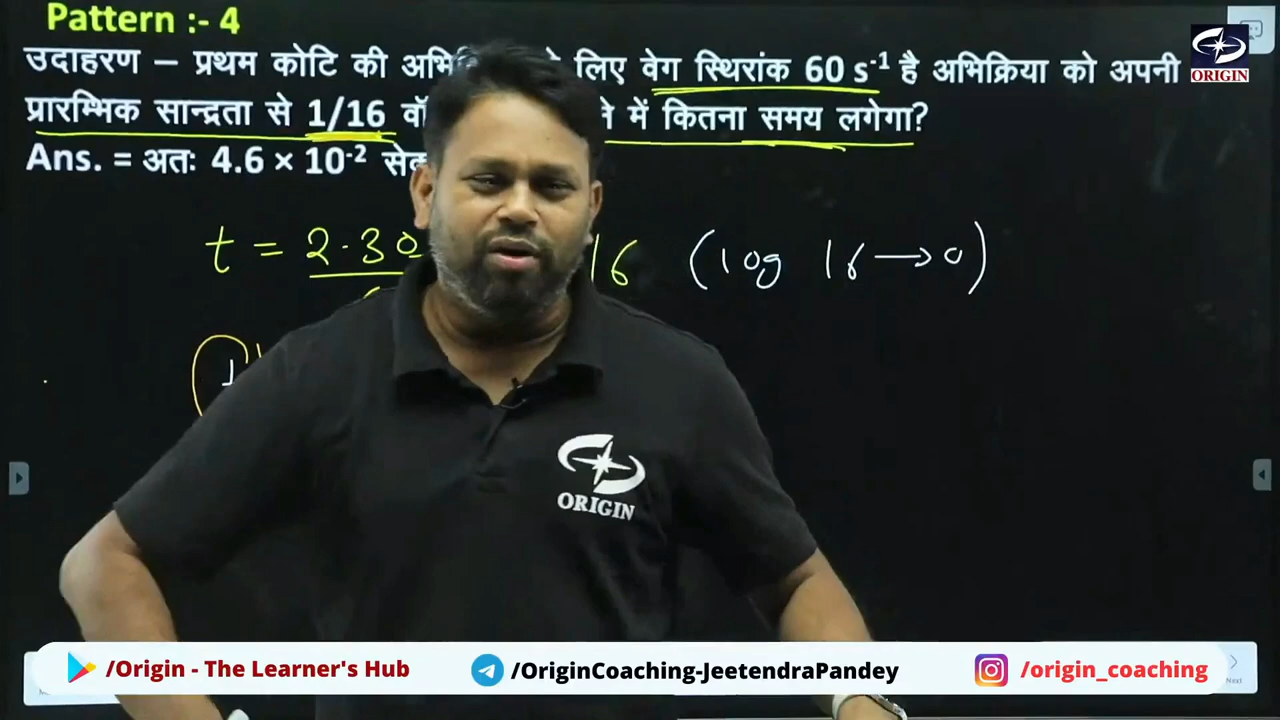 Pattern :- 4
उदाहरण – प्रथम कोटि की लिए वेग स्थिरांक 60 s-1 है अभिक्रिया को अपनी
प्रारम्भिक सान्द्रता से 1/16 में कितना समय लगेगा?
Ans. = अतः 4.6 × 10-2
t = 2.30 16 (log 16 → 0)
ORIGIN
ORIGIN
/Origin - The Learner's Hub
/OriginCoaching-JeetendraPandey
/origin_coaching
Next